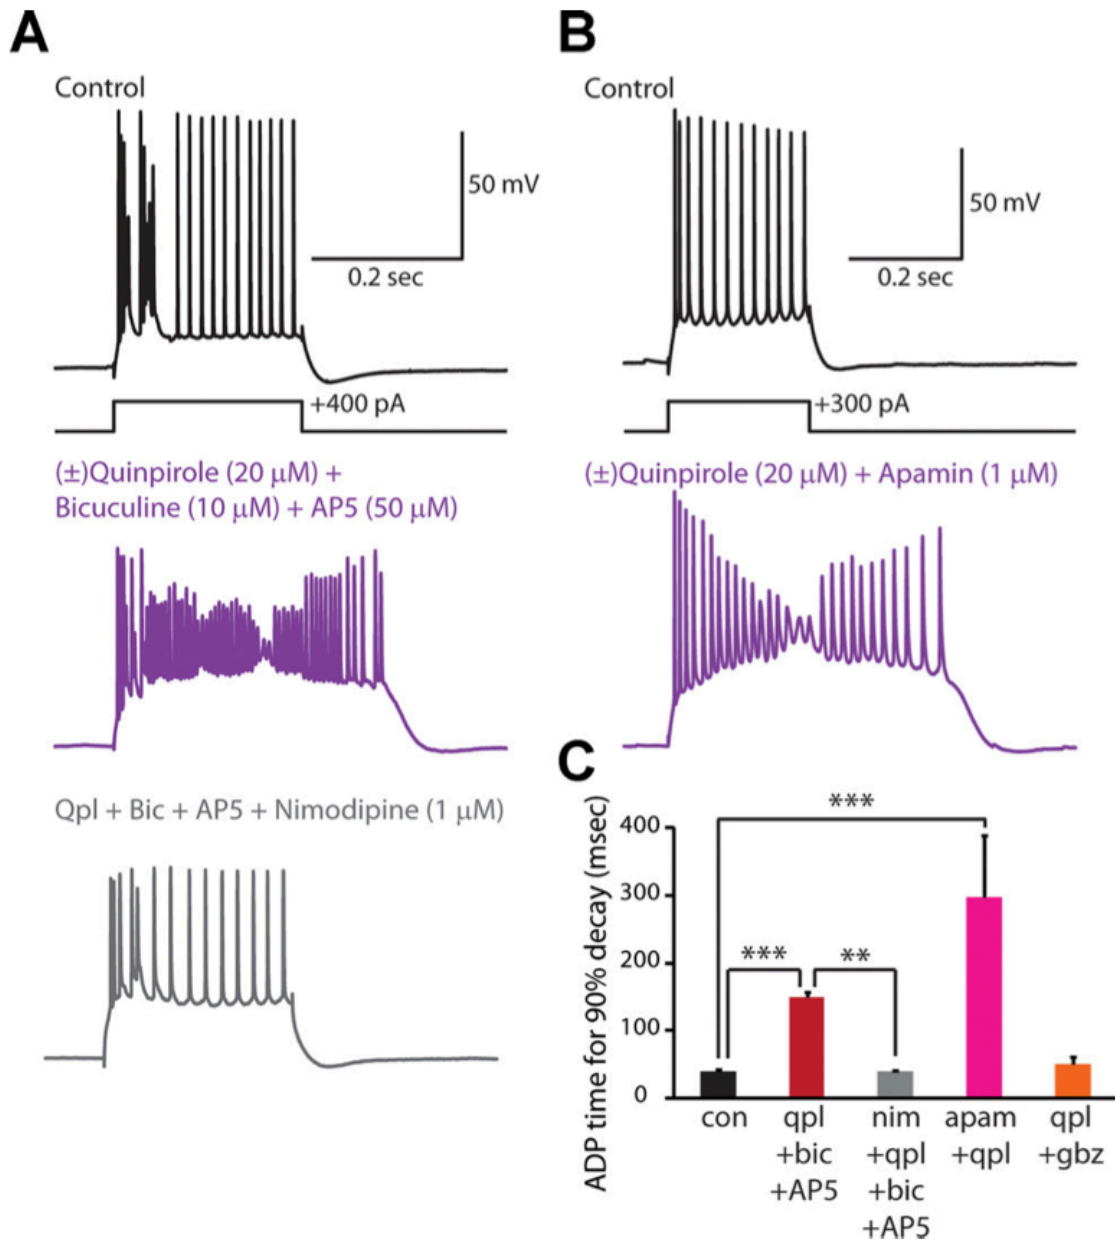 A
B
Control
Control
50 mV
50 mV
0.2 sec
0.2 sec
+400 pA
+300 pA
(±)Quinpirole (20 μM) +
Bicuculine (10 μM) + AP5 (50 μM)
(±)Quinpirole (20 μM) + Apamin (1 μM)
Qpl + Bic + AP5 + Nimodipine (1 μM)
C
ADP time for 90% decay (msec)
400
300
200
100
0
***
***
**
con
qpl
+bic
+AP5
nim
+qpl
+bic
+AP5
apam
+qpl
qpl
+gbz